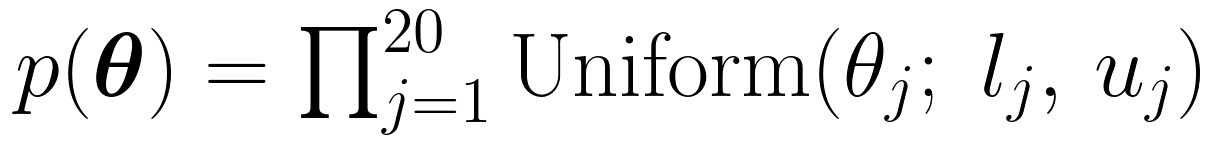 p(𝜽) = ∏_{j=1}^{20} Uniform(θ_j; l_j, u_j)